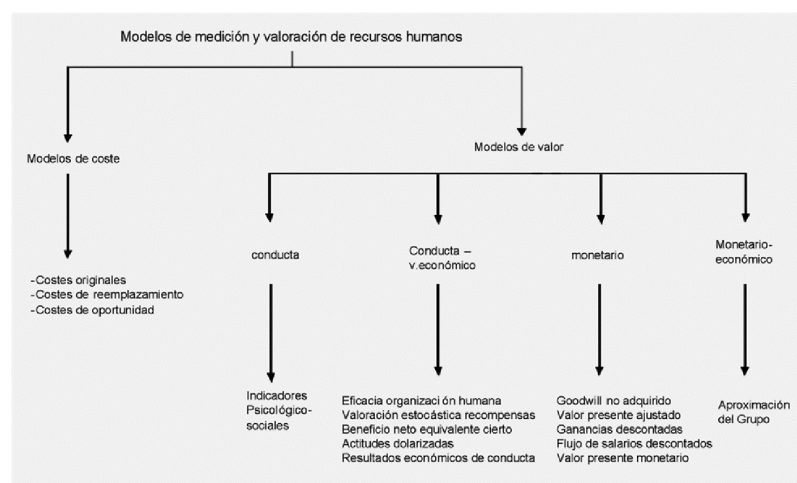 Modelos de medición y valoración de recursos humanos
Modelos de coste
Modelos de valor
-Costes originales
-Costes de reemplazamiento
-Costes de oportunidad
conducta
Conducta –
v.económico
monetario
Monetario-
económico
Indicadores
Psicológico-
sociales
Eficacia organización humana
Valoración estocástica recompensas
Beneficio neto equivalente cierto
Actitudes dolarizadas
Resultados económicos de conducta
Goodwill no adquirido
Valor presente ajustado
Ganancias descontadas
Flujo de salarios descontados
Valor presente monetario
Aproximación
del Grupo